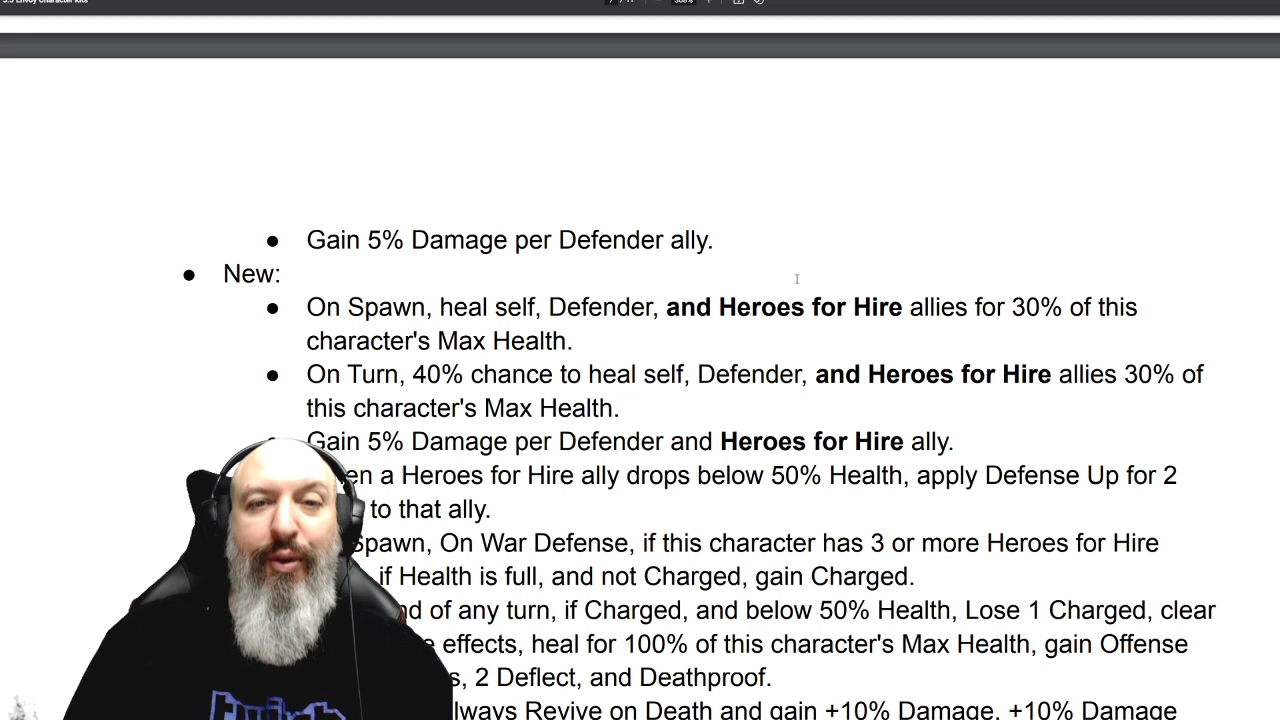 5.5 Envoy Character Kits
Gain 5% Damage per Defender ally.
New:
On Spawn, heal self, Defender, and Heroes for Hire allies for 30% of this
character's Max Health.
On Turn, 40% chance to heal self, Defender, and Heroes for Hire allies 30% of
this character's Max Health.
Gain 5% Damage per Defender and Heroes for Hire ally.
a Heroes for Hire ally drops below 50% Health, apply Defense Up for 2
to that ally.
Spawn, On War Defense, if this character has 3 or more Heroes for Hire
if Health is full, and not Charged, gain Charged.
of any turn, if Charged, and below 50% Health, Lose 1 Charged, clear
effects, heal for 100% of this character's Max Health, gain Offense
2 Deflect, and Deathproof.
Revive on Death and gain +10% Damage, +10% Damage